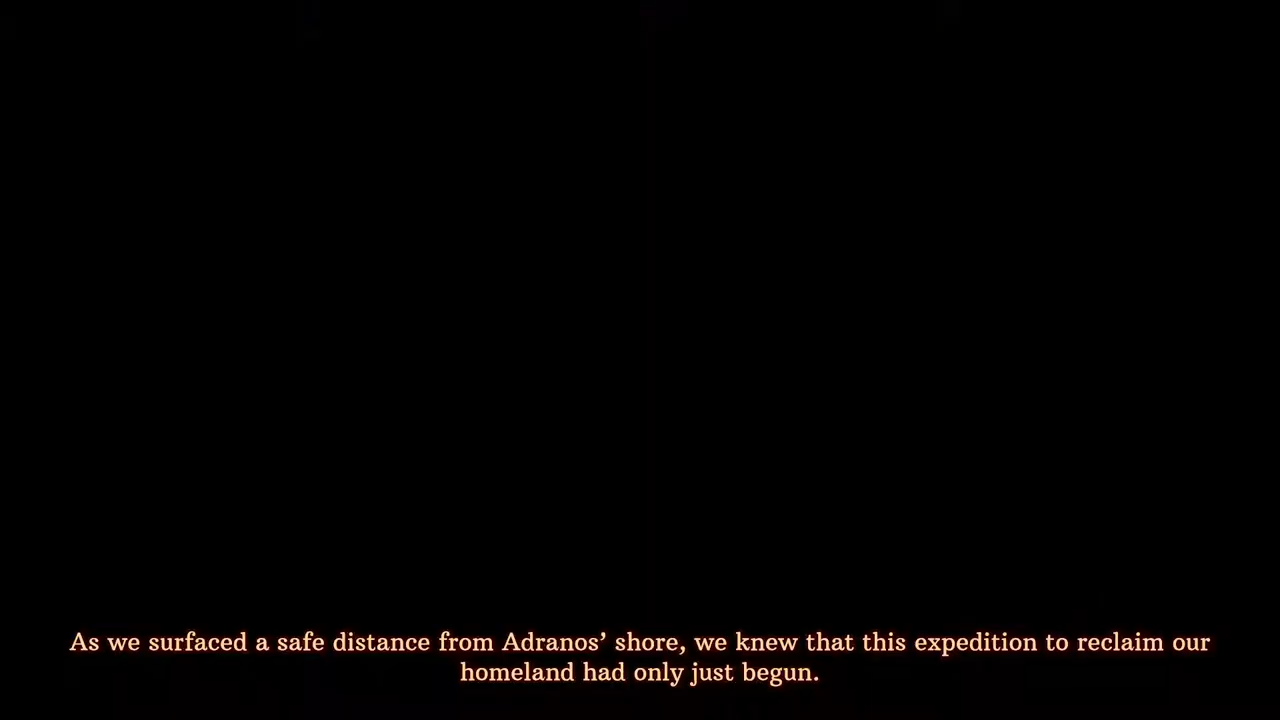 As we surfaced a safe distance from Adranos’ shore, we knew that this expedition to reclaim our
homeland had only just begun.